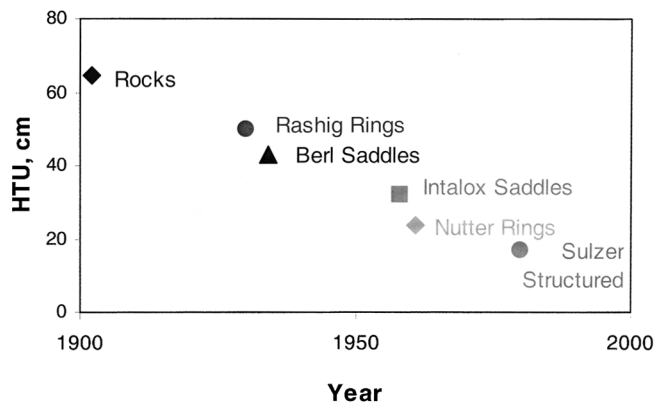 80
Rocks
60
Rashig Rings
Berl Saddles
HTU, cm
40
Intalox Saddles
Nutter Rings
20
Sulzer
Structured
0
1900
1950
2000
Year